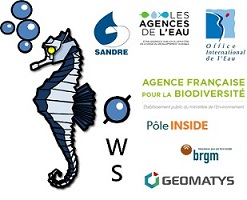 SANDRE
LES AGENCES
DE L'EAU
Office
International
de l'Eau
AGENCE FRANÇAISE
POUR LA BIODIVERSITÉ
Établissement public du ministère de l'Environnement
Pôle INSIDE
brgm
GEOMATYS
W
S